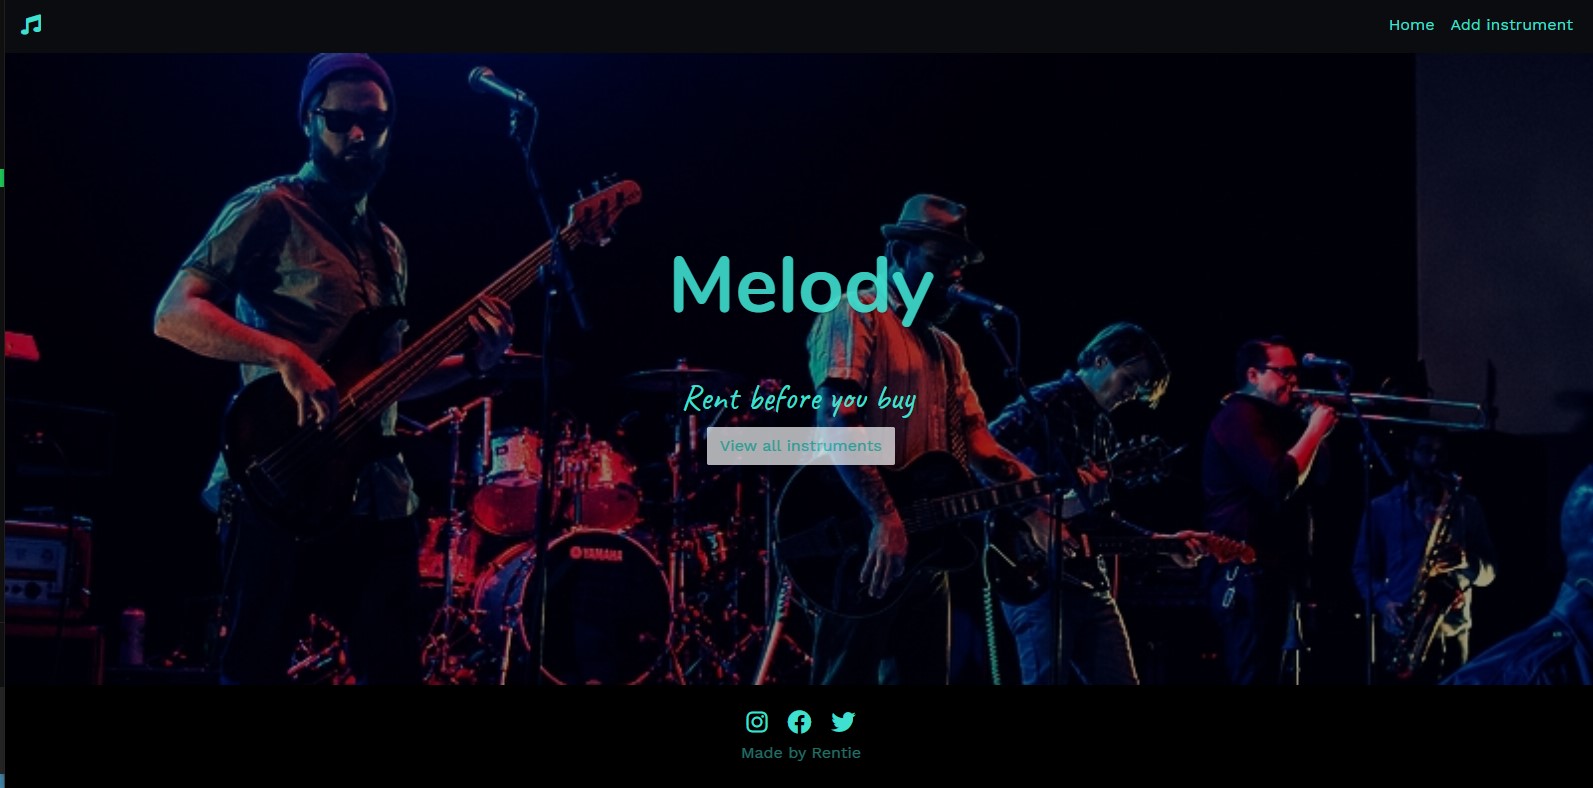 Home Add instrument
Melody
Rent before you buy
View all instruments
YAMAHA
Made by Rentie